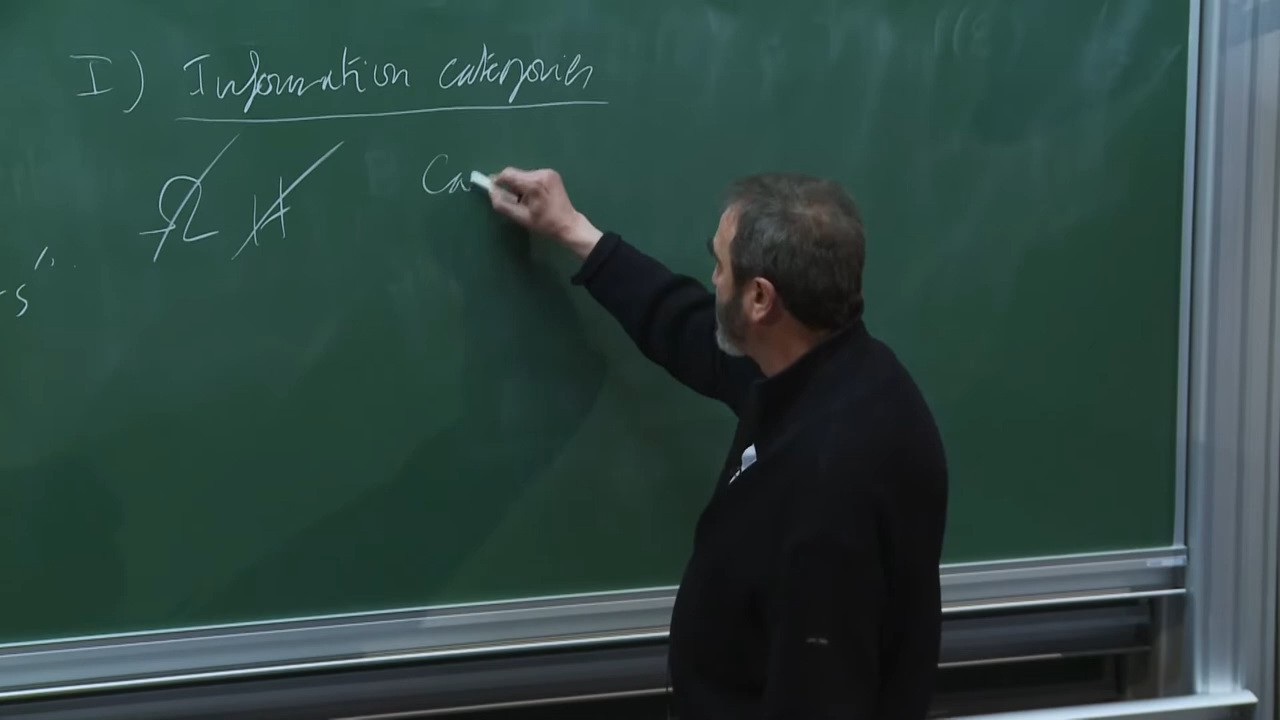 I) Information categories
Ω H Ca
-s".